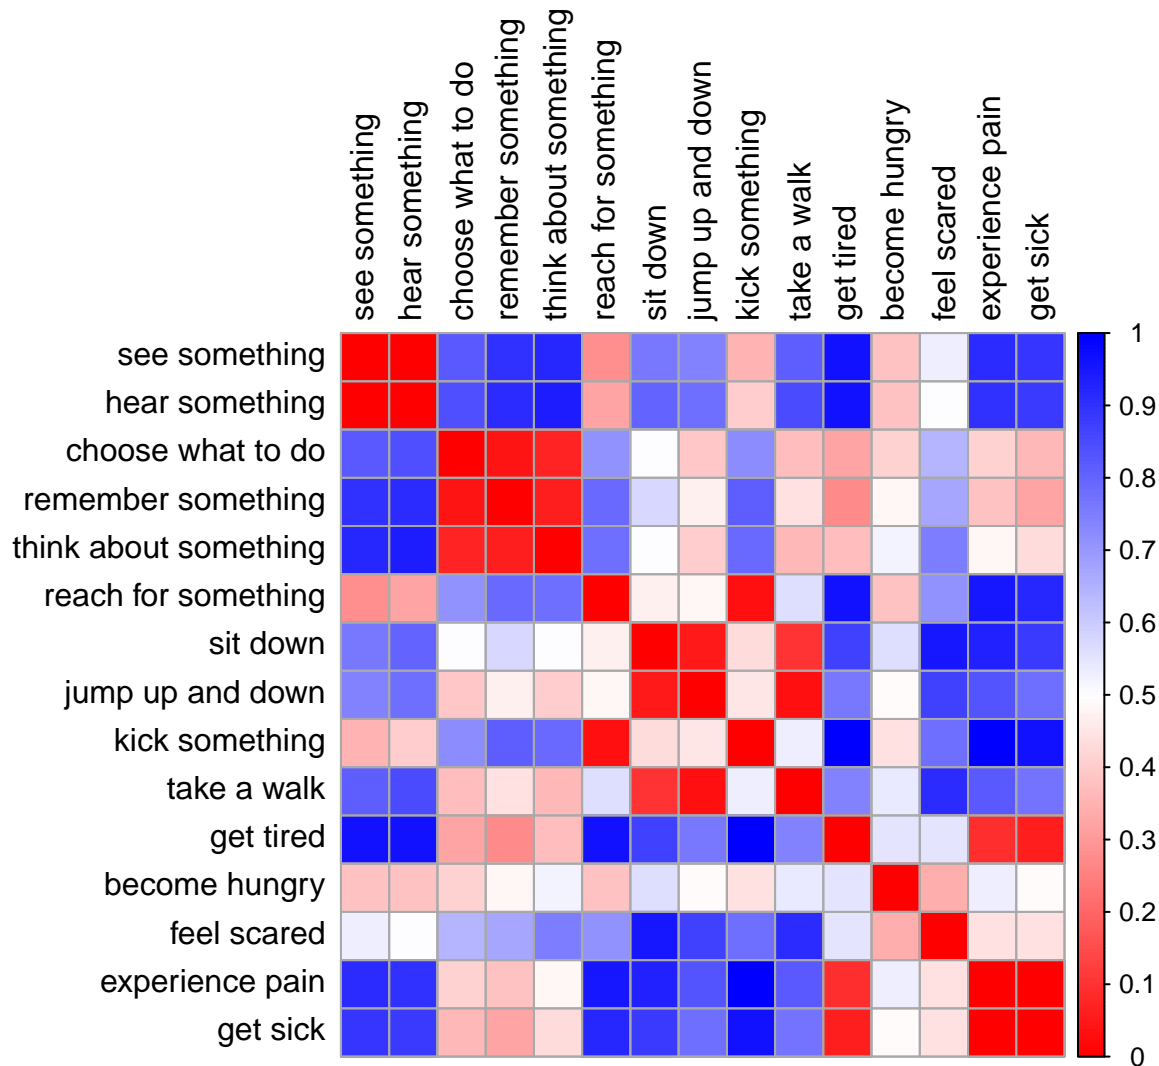 see something
hear something
choose what to do
remember something
think about something
reach for something
sit down
jump up and down
kick something
take a walk
get tired
become hungry
feel scared
experience pain
get sick
see something
hear something
choose what to do
remember something
think about something
reach for something
sit down
jump up and down
kick something
take a walk
get tired
become hungry
feel scared
experience pain
get sick
1
0.9
0.8
0.7
0.6
0.5
0.4
0.3
0.2
0.1
0